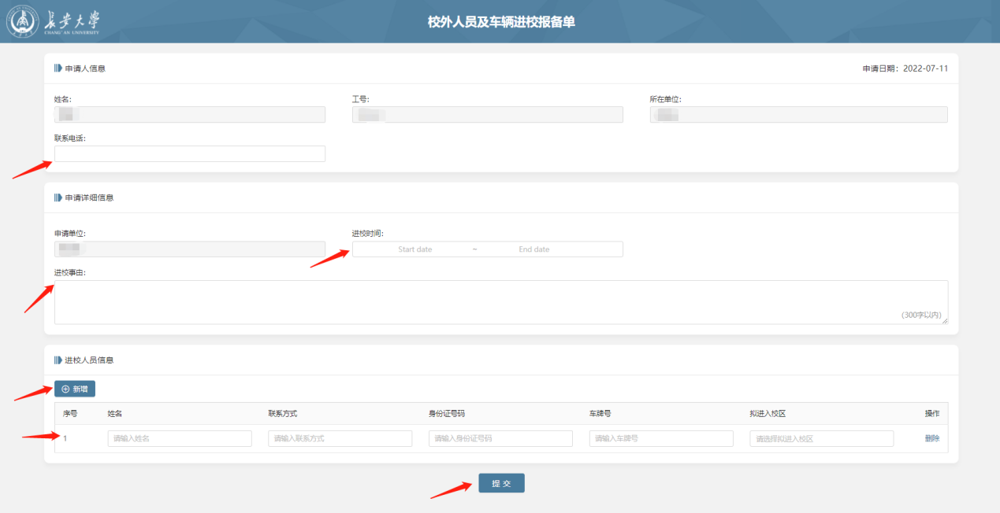 長安大學
CHANG'AN UNIVERSITY
校外人员及车辆进校报备单
申请人信息
申请日期：2022-07-11
姓名:
工号:
所在单位:
联系电话:
申请详细信息
申请单位:
进校时间:
Start date ~ End date
进校事由:
(300字以内)
进校人员信息
新增
序号 姓名 联系方式 身份证号码 车牌号 拟进入校区 操作
1 请输入姓名 请输入联系方式 请输入身份证号码 请输入车牌号 请选择拟进入校区 删除
提 交